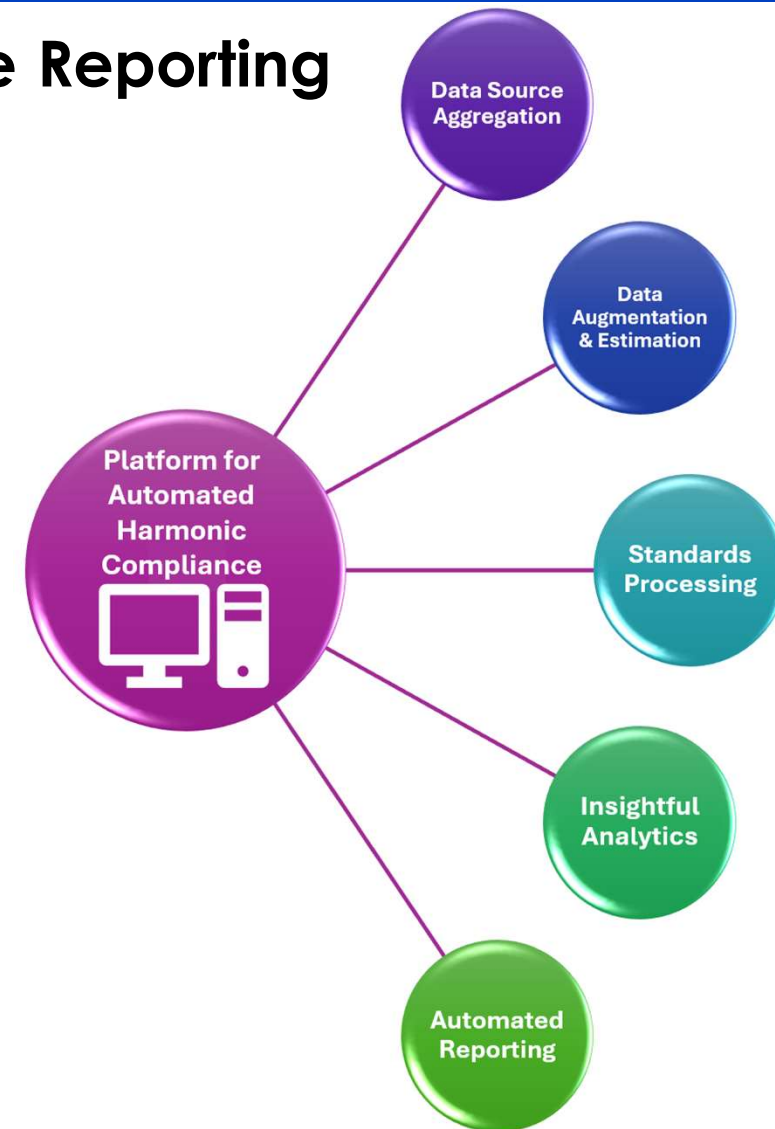 e Reporting
Data Source
Aggregation
Data
Augmentation
& Estimation
Platform for
Automated
Harmonic
Compliance
Standards
Processing
Insightful
Analytics
Automated
Reporting